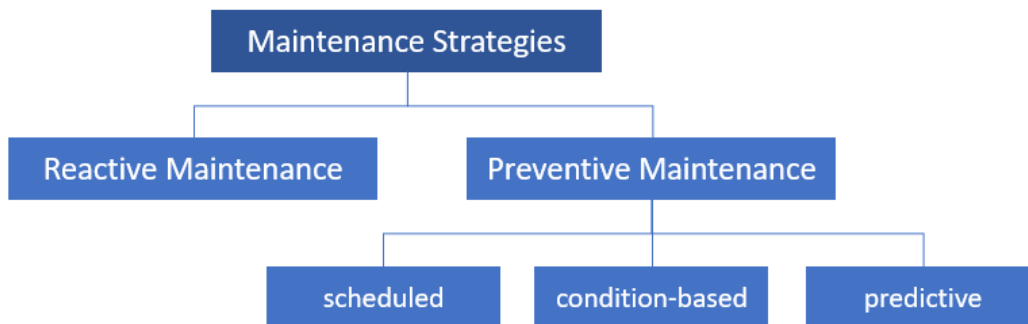 Maintenance Strategies
Reactive Maintenance
Preventive Maintenance
scheduled
condition-based
predictive